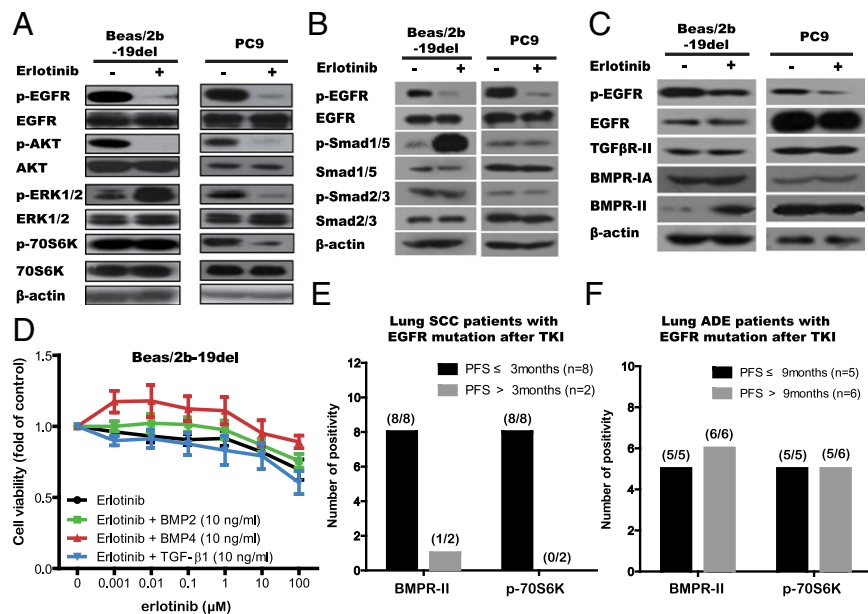 A
Beas/2b
-19del
PC9
Erlotinib - + - +
p-EGFR
EGFR
p-AKT
AKT
p-ERK1/2
ERK1/2
p-70S6K
70S6K
β-actin
B
Beas/2b
-19del
PC9
Erlotinib - + - +
p-EGFR
EGFR
p-Smad1/5
Smad1/5
p-Smad2/3
Smad2/3
β-actin
C
Beas/2b
-19del
PC9
Erlotinib - + - +
p-EGFR
EGFR
TGFβR-II
BMPR-IA
BMPR-II
β-actin
D
Beas/2b-19del
Cell viability (fold of control)
1.5
1.0
0.5
0.0
Erlotinib
Erlotinib + BMP2 (10 ng/ml)
Erlotinib + BMP4 (10 ng/ml)
Erlotinib + TGF-β1 (10 ng/ml)
0 0.001 0.01 0.1 1 10 100
erlotinib (µM)
E
Lung SCC patients with
EGFR mutation after TKI
PFS ≤ 3months (n=8)
PFS > 3months (n=2)
Number of positivity
12
8
4
0
(8/8) (1/2) (8/8) (0/2)
BMPR-II p-70S6K
F
Lung ADE patients with
EGFR mutation after TKI
PFS ≤ 9months (n=5)
PFS > 9months (n=6)
Number of positivity
10
8
6
4
2
0
(5/5) (6/6) (5/5) (5/6)
BMPR-II p-70S6K